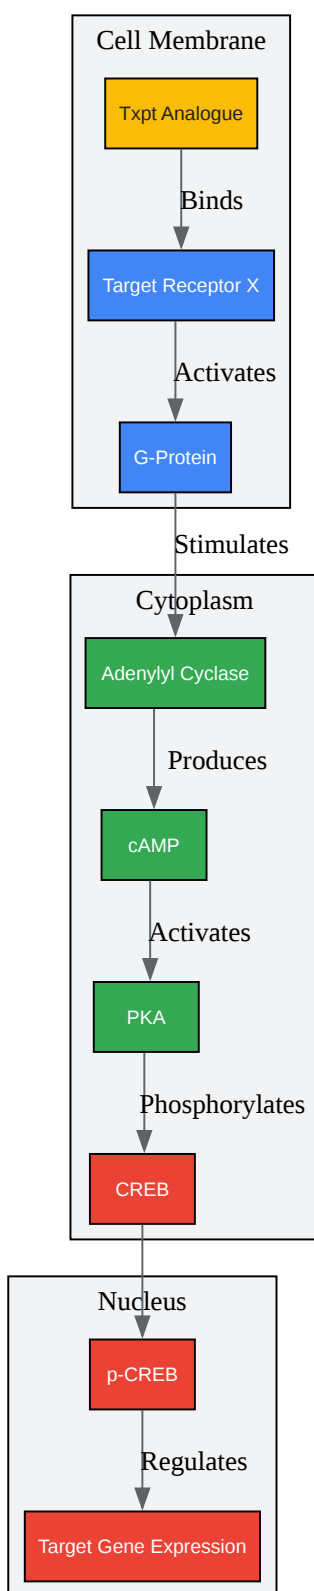 Cell Membrane
Txpt Analogue
Binds
Target Receptor X
Activates
G-Protein
Stimulates
Cytoplasm
Adenylyl Cyclase
Produces
cAMP
Activates
PKA
Phosphorylates
CREB
Nucleus
p-CREB
Regulates
Target Gene Expression